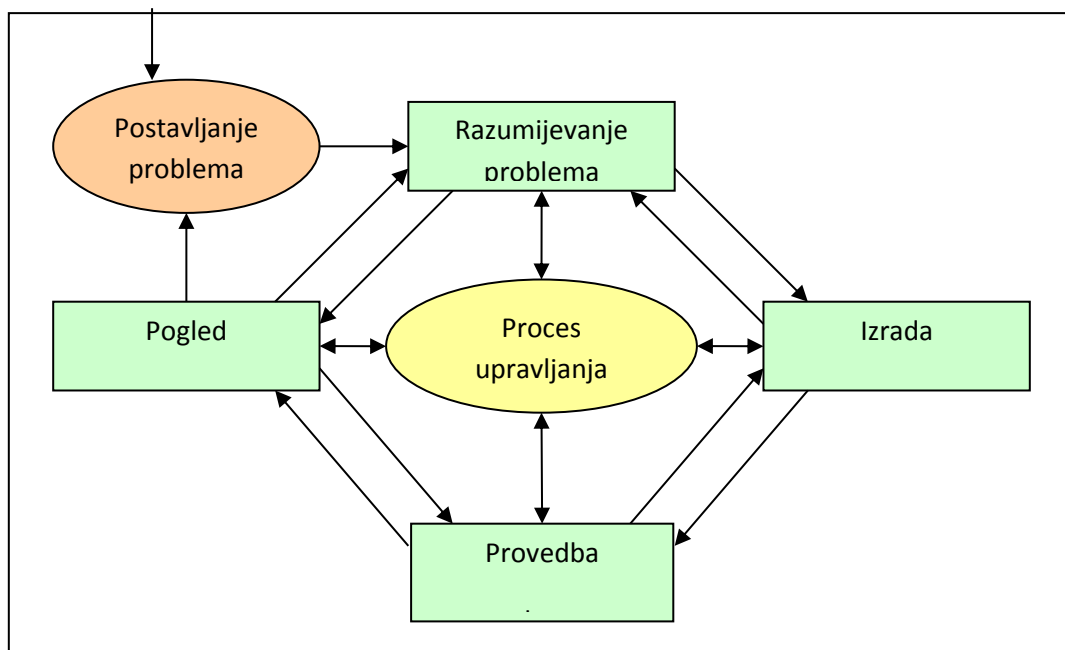 Postavljanje
problema
Razumijevanje
problema
Pogled
Proces
upravljanja
Izrada
Provedba